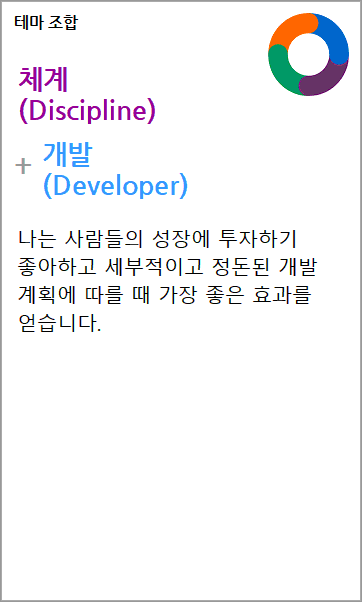 테마 조합
체계
(Discipline)
+ 개발
(Developer)
나는 사람들의 성장에 투자하기
좋아하고 세부적이고 정돈된 개발
계획에 따를 때 가장 좋은 효과를
얻습니다.